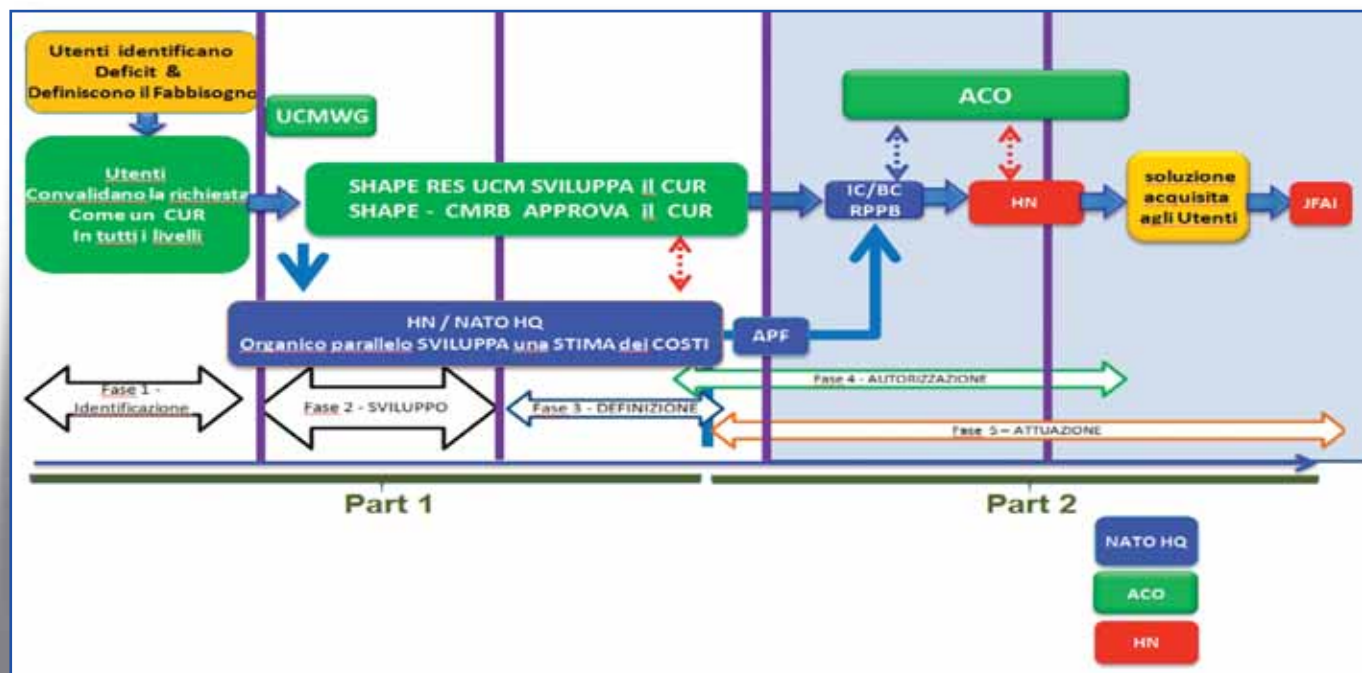 Utenti identificano
Deficit &
Definiscono il Fabbisogno
UCMWG
ACO
Utenti
Convalidano la richiesta
Come un CUR
In tutti i livelli
SHAPE RES UCM SVILUPPA il CUR
SHAPE - CMRB APPROVA il CUR
IC/BC
RPPB
HN
soluzione
acquisita
agli Utenti
JFAI
HN / NATO HQ
Organico parallelo SVILUPPA una STIMA dei COSTI
APF
Fase 1 -
Identificazione
Fase 2 - SVILUPPO
Fase 3 - DEFINIZIONE
Fase 4 - AUTORIZZAZIONE
Fase 5 – ATTUAZIONE
Part 1
Part 2
NATO HQ
ACO
HN